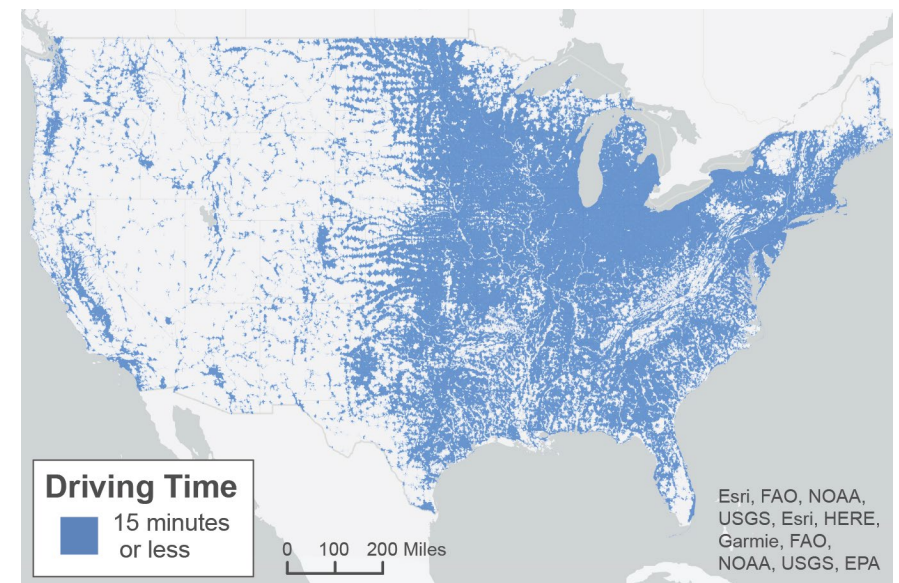 Driving Time
15 minutes
or less
0 100 200 Miles
Esri, FAO, NOAA,
USGS, Esri, HERE,
Garmie, FAO,
NOAA, USGS, EPA